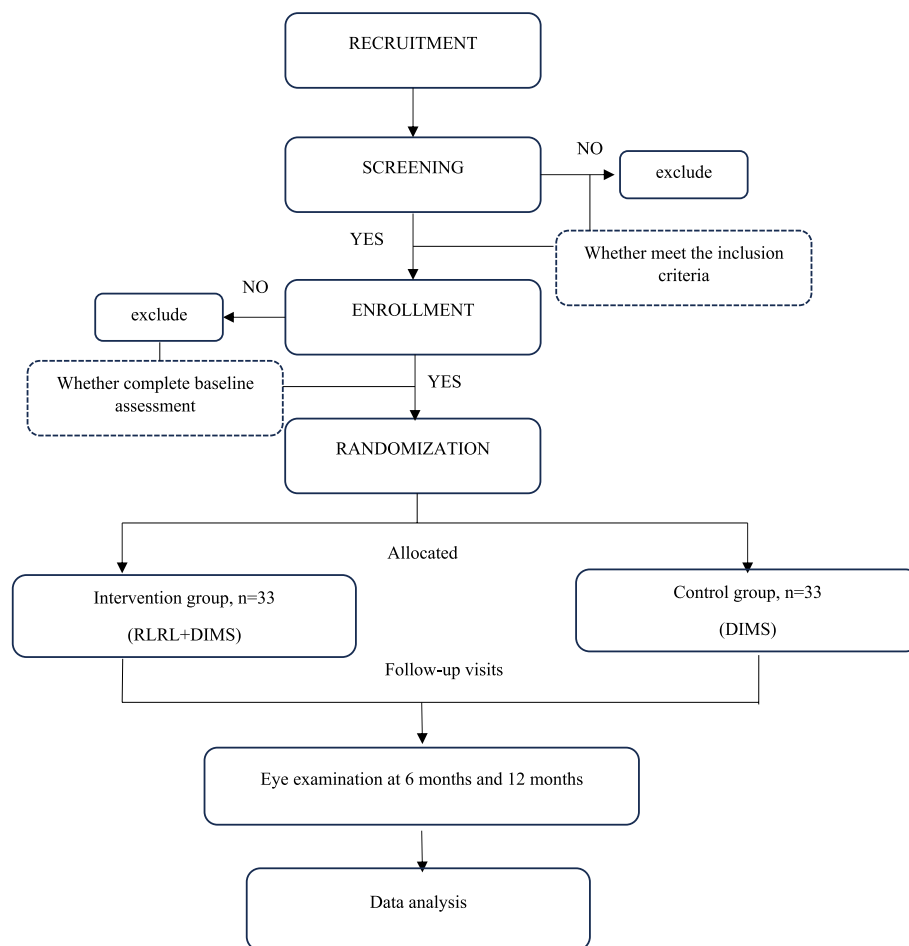 RECRUITMENT
NO
SCREENING
exclude
YES
Whether meet the inclusion
criteria
NO
ENROLLMENT
exclude
Whether complete baseline
assessment
YES
RANDOMIZATION
Allocated
Intervention group, n=33
(RLRL+DIMS)
Control group, n=33
(DIMS)
Follow-up visits
Eye examination at 6 months and 12 months
Data analysis